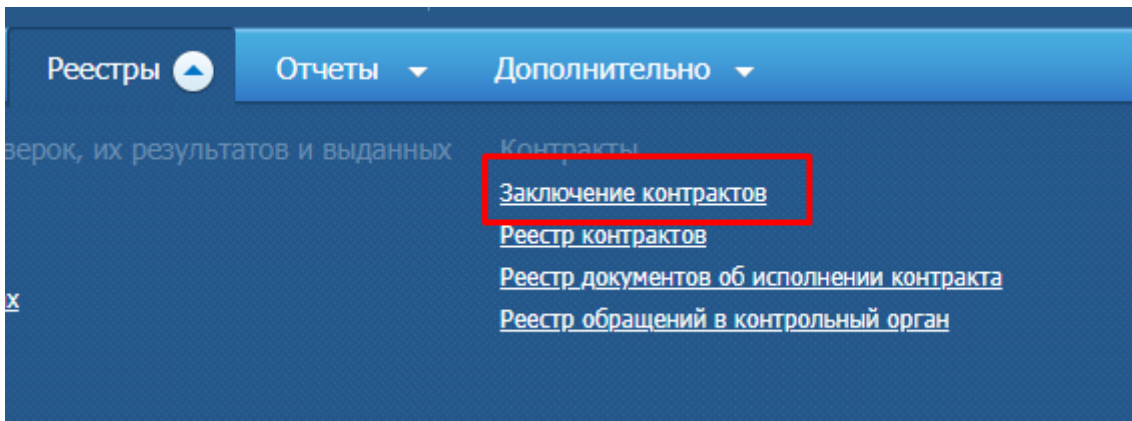 Реестры Отчеты Дополнительно
верок, их результатов и выданных Контракты
Заключение контрактов
Реестр контрактов
Реестр документов об исполнении контракта
х
Реестр обращений в контрольный орган